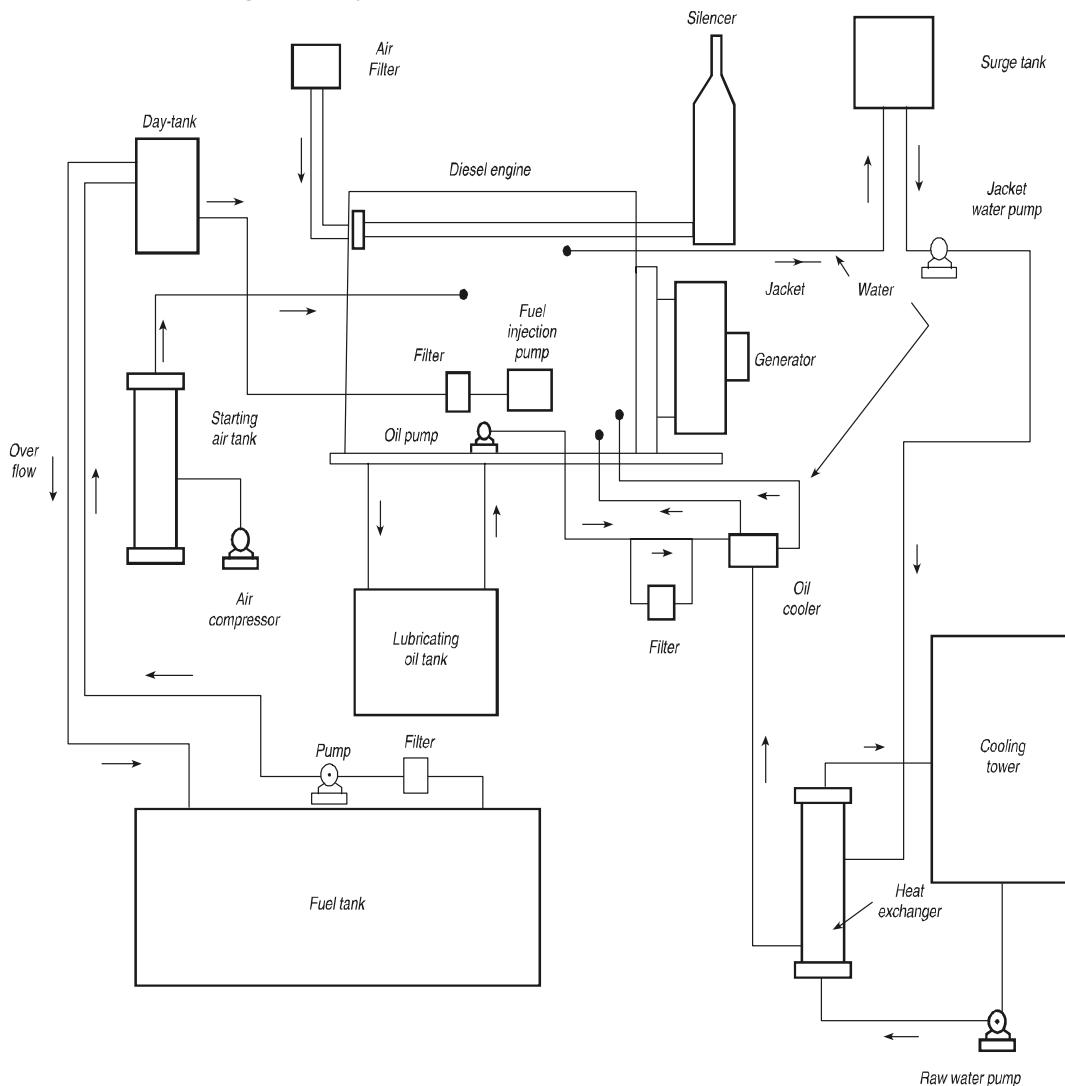 Silencer
Air
Filter
Surge tank
Day-tank
Diesel engine
Jacket
water pump
Jacket
Water
Fuel
injection
pump
Filter
Generator
Starting
air tank
Oil pump
Over
flow
Air
compressor
Oil
cooler
Lubricating
oil tank
Filter
Pump
Filter
Cooling
tower
Fuel tank
Heat
exchanger
Raw water pump